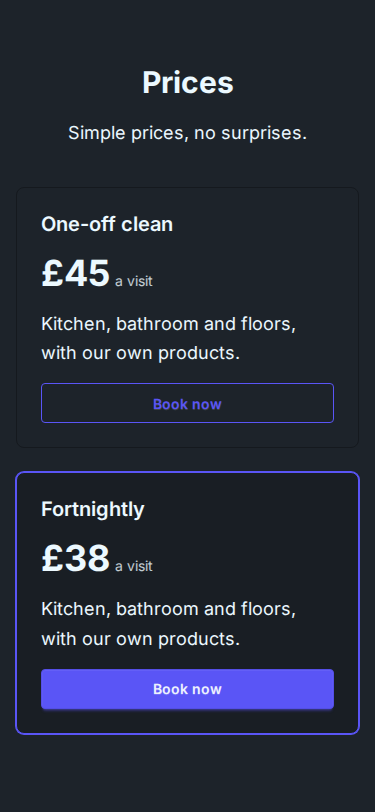 Prices
Simple prices, no surprises.
One-off clean
£45 a visit
Kitchen, bathroom and floors,
with our own products.
Book now
Fortnightly
£38 a visit
Kitchen, bathroom and floors,
with our own products.
Book now